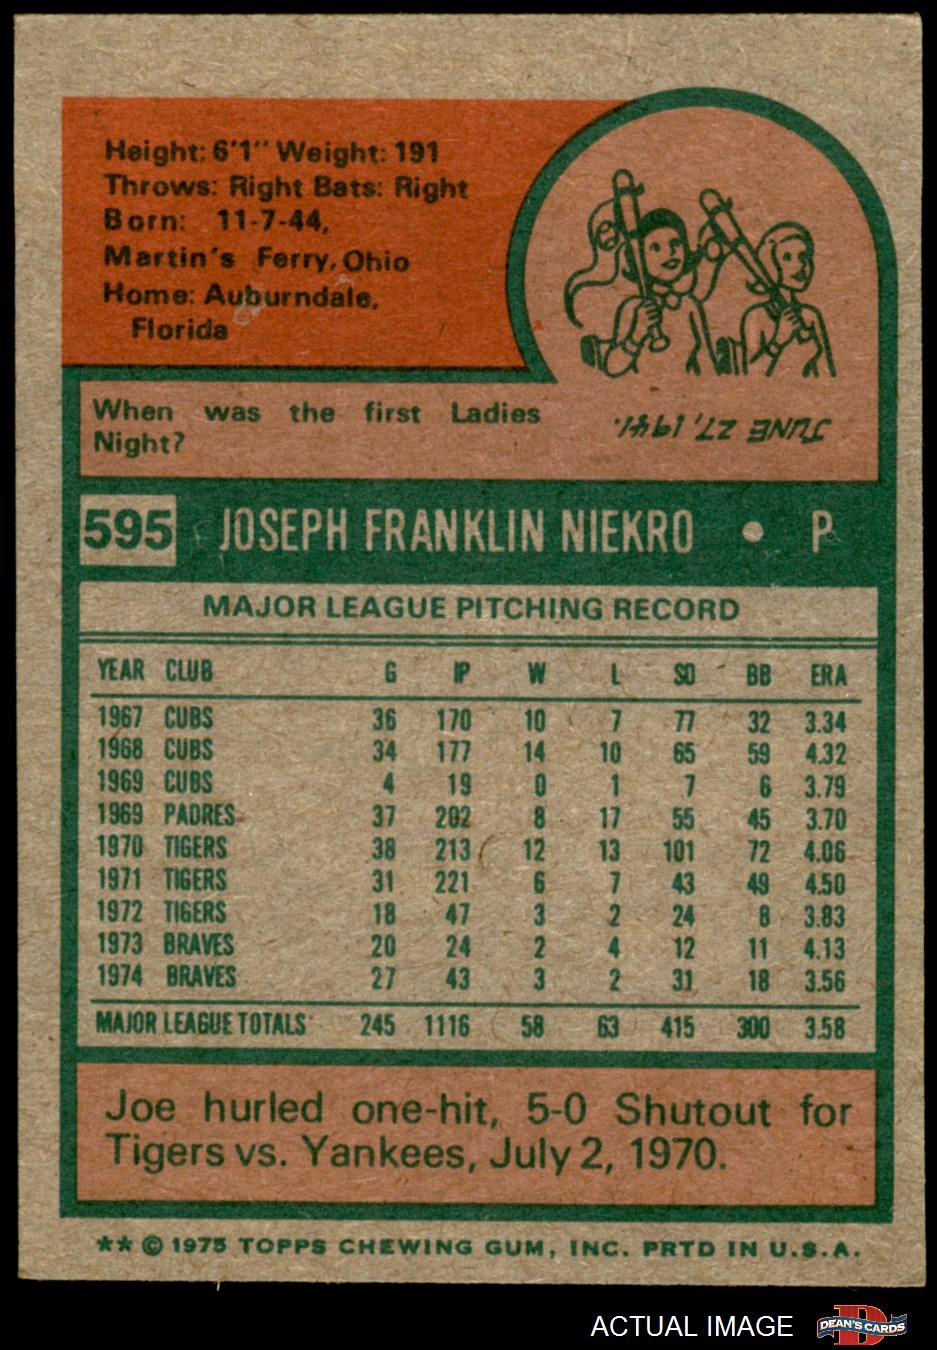 Height: 6'1" Weight: 191
Throws: Right Bats: Right
Born: 11-7-44,
Martin's Ferry, Ohio
Home: Auburndale,
Florida
When was the first Ladies
Night?
JUNE 27, 1941.
595 JOSEPH FRANKLIN NIEKRO • P
MAJOR LEAGUE PITCHING RECORD
YEAR CLUB G IP W L SO BB ERA
1967 CUBS 36 170 10 7 77 32 3.34
1968 CUBS 34 177 14 10 65 59 4.32
1969 CUBS 4 19 0 1 7 6 3.79
1969 PADRES 37 202 8 17 55 45 3.70
1970 TIGERS 38 213 12 13 101 72 4.06
1971 TIGERS 31 221 6 7 43 49 4.50
1972 TIGERS 18 47 3 2 24 8 3.83
1973 BRAVES 20 24 2 4 12 11 4.13
1974 BRAVES 27 43 3 2 31 18 3.56
MAJOR LEAGUE TOTALS 245 1116 58 63 415 300 3.58
Joe hurled one-hit, 5-0 Shutout for
Tigers vs. Yankees, July 2, 1970.
** © 1975 TOPPS CHEWING GUM, INC. PRTD IN U.S.A.
ACTUAL IMAGE
D
DEAN'S CARDS